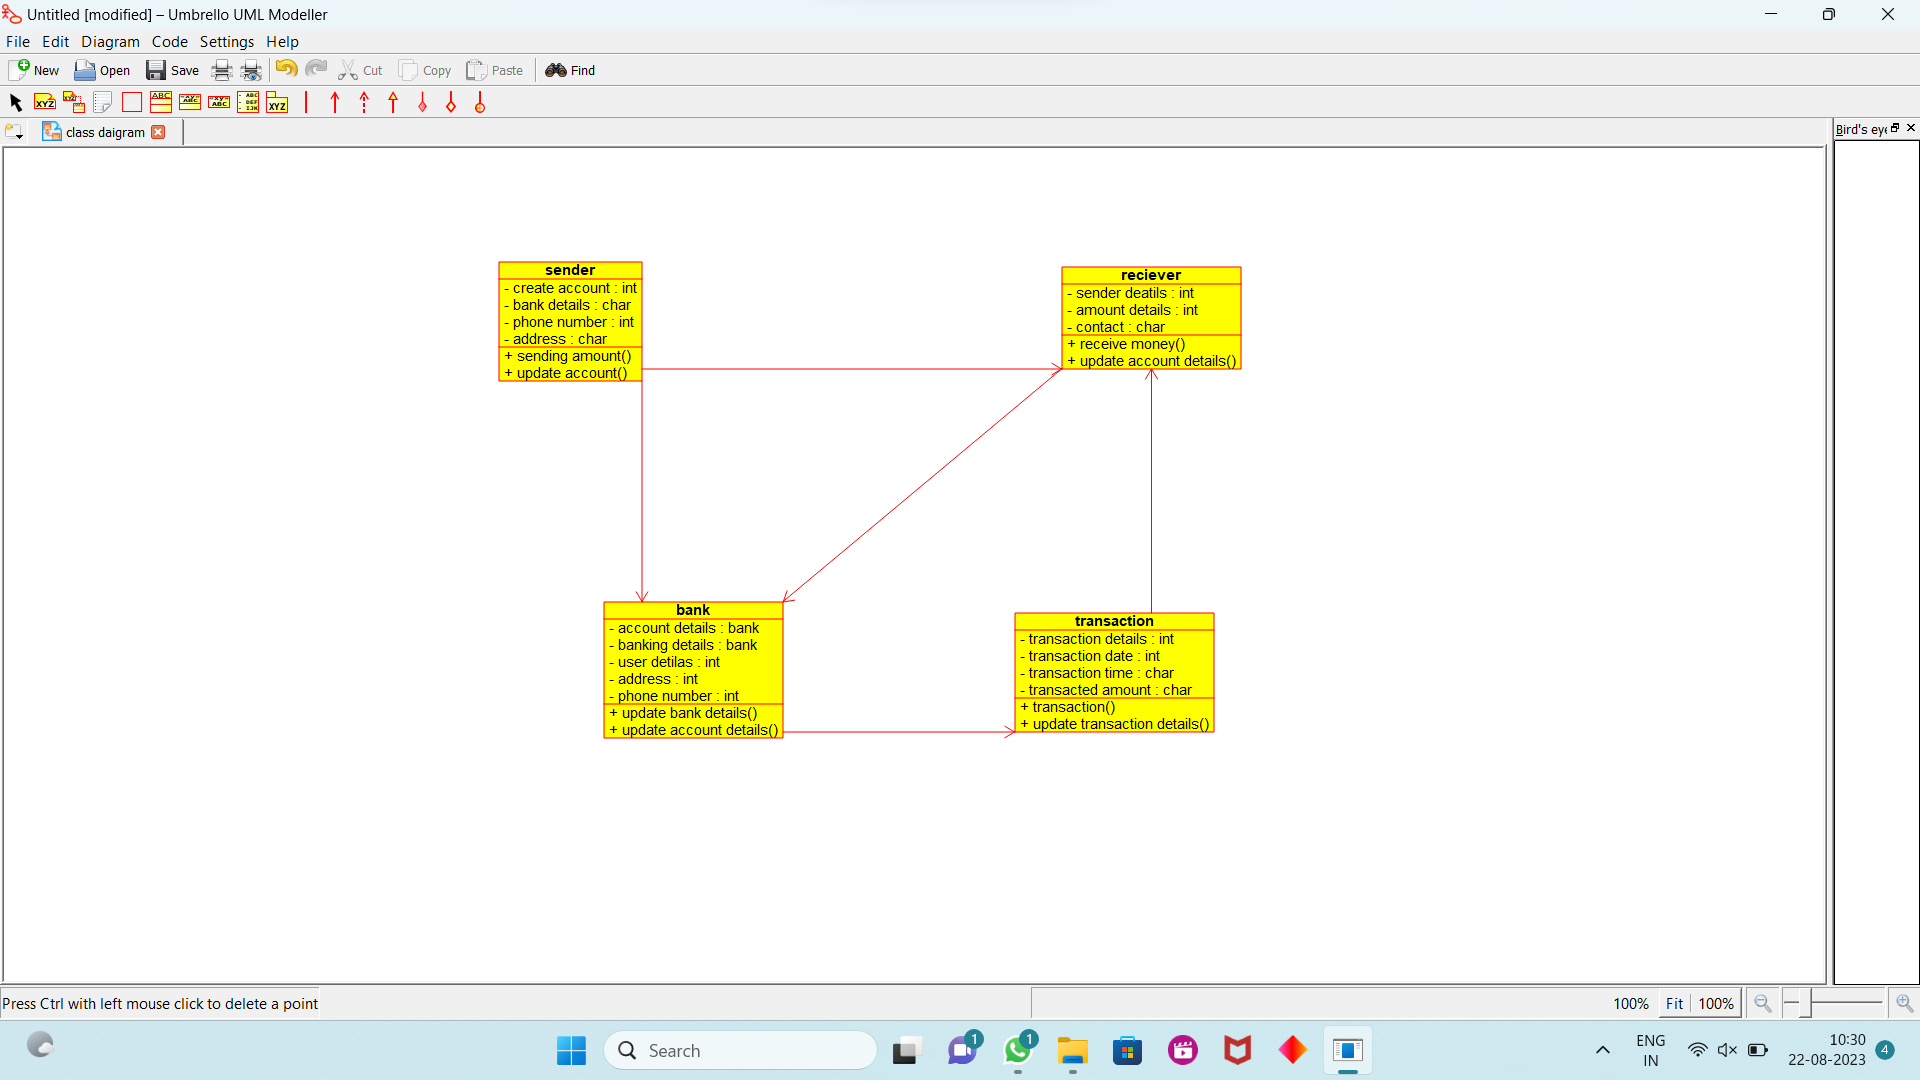 Untitled [modified] – Umbrello UML Modeller
File Edit Diagram Code Settings Help
New Open Save Cut Copy Paste Find
class daigram
Bird's eye
sender
- create account : int
- bank details : char
- phone number : int
- address : char
+ sending amount()
+ update account()
reciever
- sender deatils : int
- amount details : int
- contact : char
+ receive money()
+ update account details()
bank
- account details : bank
- banking details : bank
- user detilas : int
- address : int
- phone number : int
+ update bank details()
+ update account details()
transaction
- transaction details : int
- transaction date : int
- transaction time : char
- transacted amount : char
+ transaction()
+ update transaction details()
Press Ctrl with left mouse click to delete a point
100% Fit 100%
Search
1
1
ENG
IN
10:30
22-08-2023
4